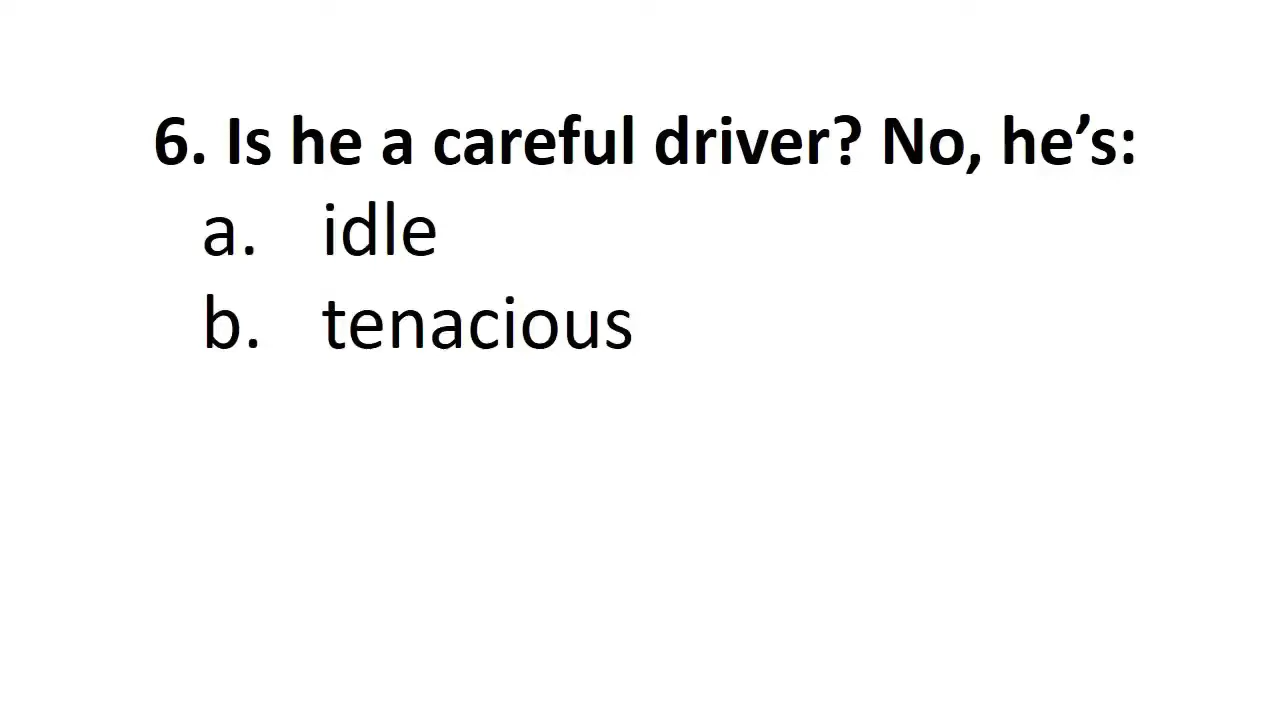 6. Is he a careful driver? No, he’s:
a. idle
b. tenacious